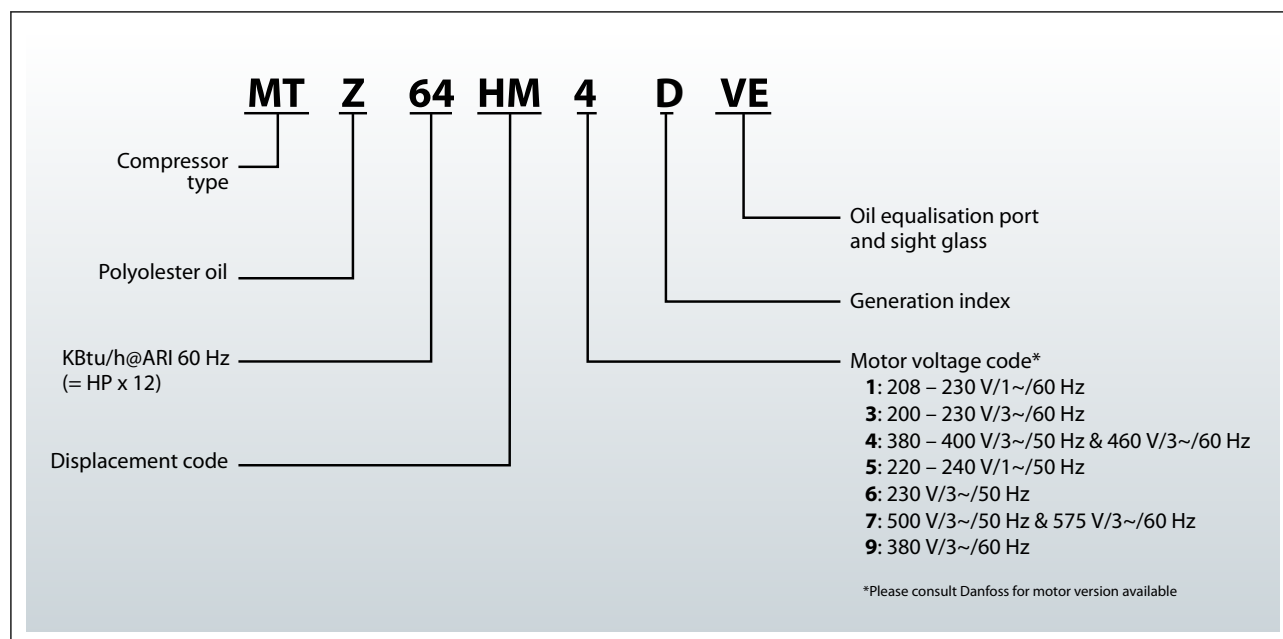 MT Z 64 HM 4 D VE
Compressor
type
Polyolester oil
KBtu/h@ARI 60 Hz
(= HP x 12)
Displacement code
Oil equalisation port
and sight glass
Generation index
Motor voltage code*
1: 208 – 230 V/1~/60 Hz
3: 200 – 230 V/3~/60 Hz
4: 380 – 400 V/3~/50 Hz & 460 V/3~/60 Hz
5: 220 – 240 V/1~/50 Hz
6: 230 V/3~/50 Hz
7: 500 V/3~/50 Hz & 575 V/3~/60 Hz
9: 380 V/3~/60 Hz
*Please consult Danfoss for motor version available